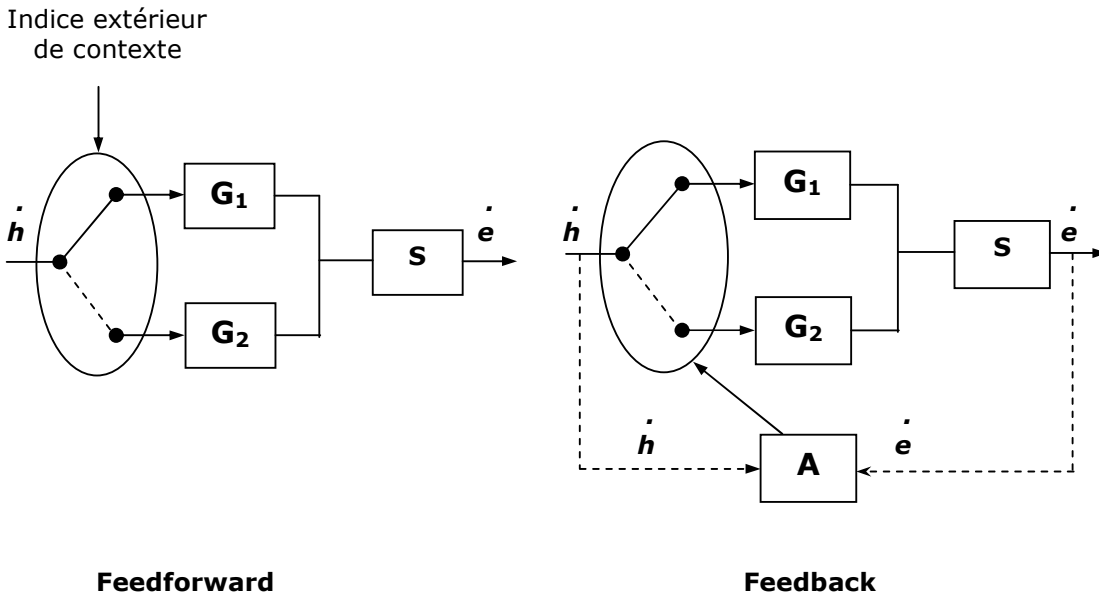 Indice extérieur
de contexte
G₁
ḣ
S
ė
G₂
Feedforward
G₁
ḣ
S
ė
G₂
ḣ
A
ė
Feedback